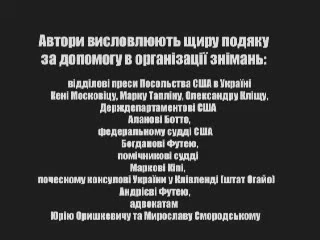 Автори висловлюють щиру подяку
за допомогу в організації знімань:
відділові преси Посольства США в Україні
Кені Московіцу, Марку Тапліну, Олександру Кліщу,
Держдепартаментові США
Аланові Ботто,
федеральному судді США
Богданові Футею,
помічникові судді
Маркові Кіпі,
почесному консулові України у Клівленді (штат Огайо)
Андрієві Футею,
адвокатам
Юрію Оришкевичу та Мирославу Смородському